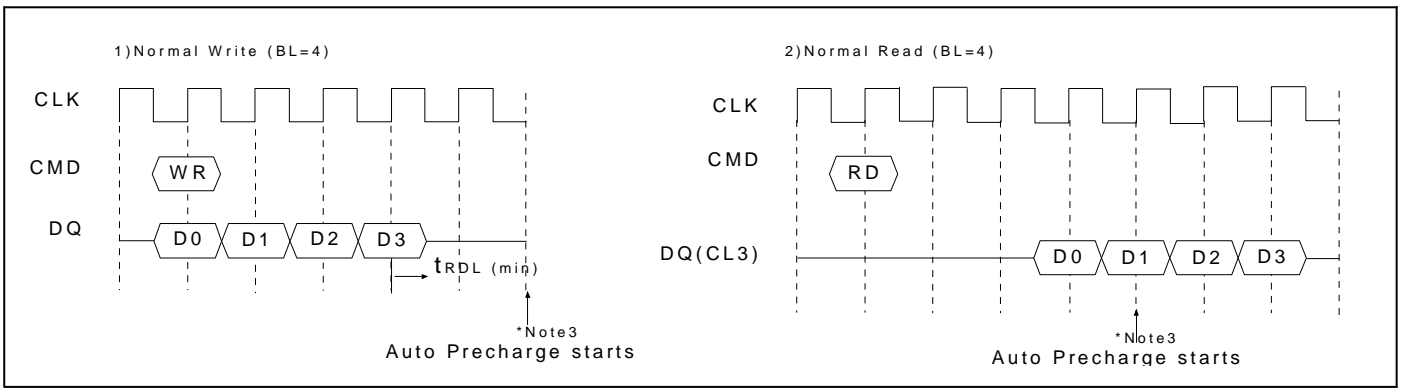 1)Normal Write (BL=4)
CLK
CMD
WR
DQ
D0 D1 D2 D3
tRDL (min)
*Note3
Auto Precharge starts
2)Normal Read (BL=4)
CLK
CMD
RD
DQ(CL3)
D0 D1 D2 D3
*Note3
Auto Precharge starts